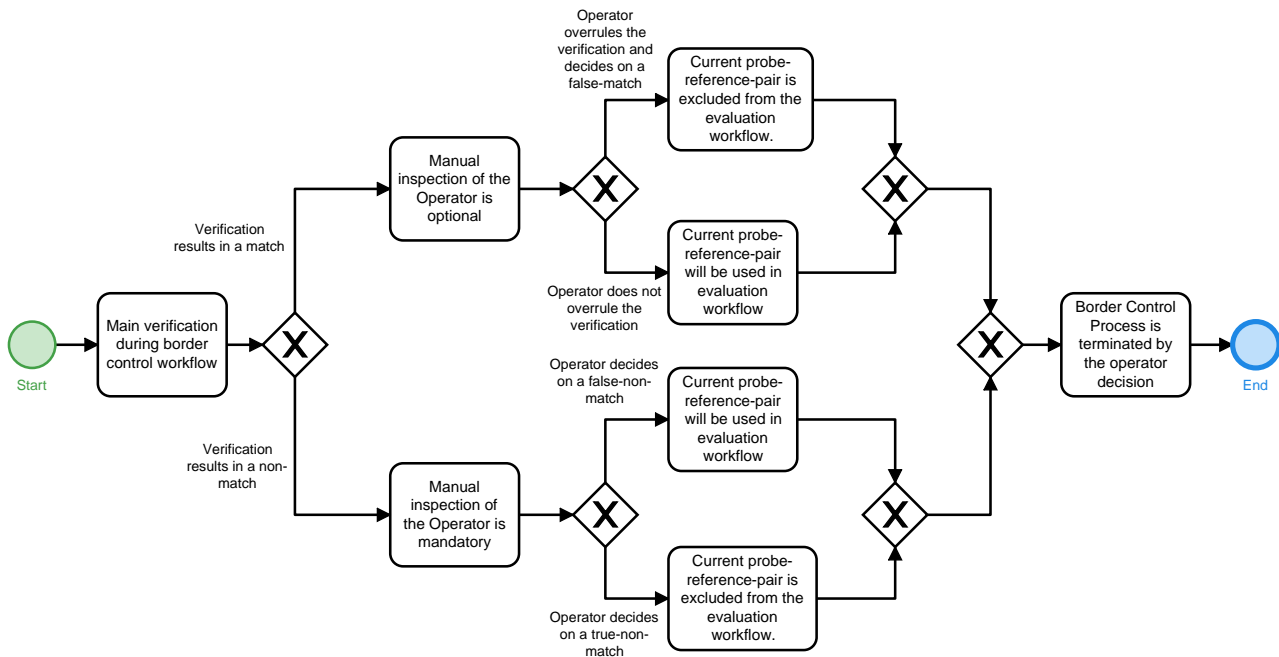 Start
Main verification
during border
control workflow
Verification
results in a match
Verification
results in a non-
match
Manual
inspection of the
Operator is
optional
Manual
inspection of
the Operator is
mandatory
Operator
overrules the
verification and
decides on a
false-match
Current probe-
reference-pair is
excluded from the
evaluation
workflow.
Operator does not
overrule the
verification
Current probe-
reference-pair
will be used in
evaluation
workflow
Operator decides
on a false-non-
match
Current probe-
reference-pair
will be used in
evaluation
workflow
Operator decides
on a true-non-
match
Current probe-
reference-pair is
excluded from the
evaluation
workflow.
Border Control
Process is
terminated by
the operator
decision
End